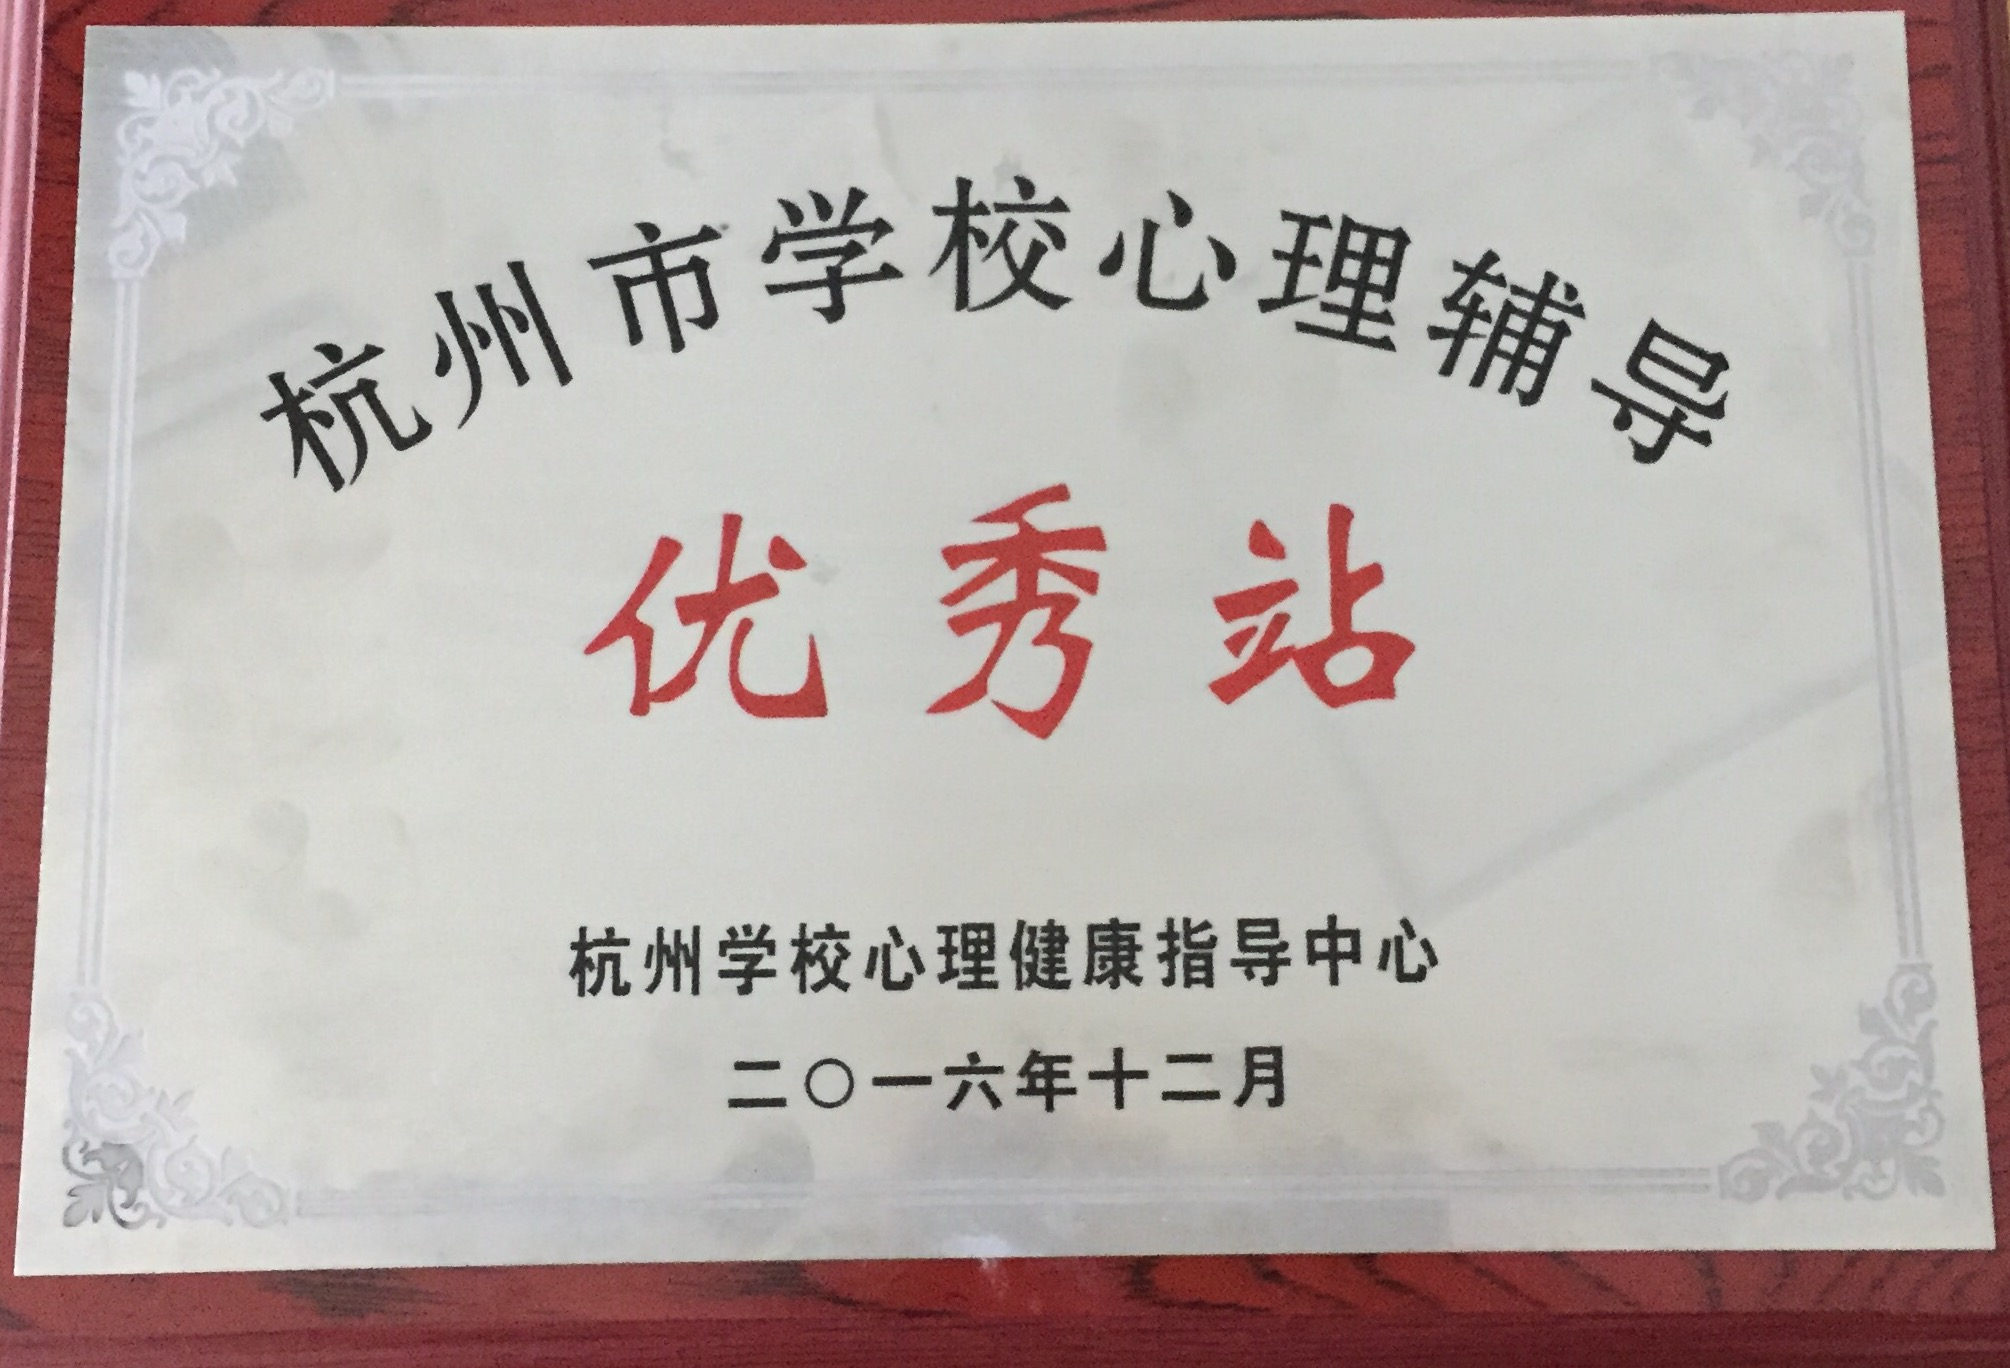 杭州市学校心理辅导
优秀站
杭州学校心理健康指导中心
二〇一六年十二月